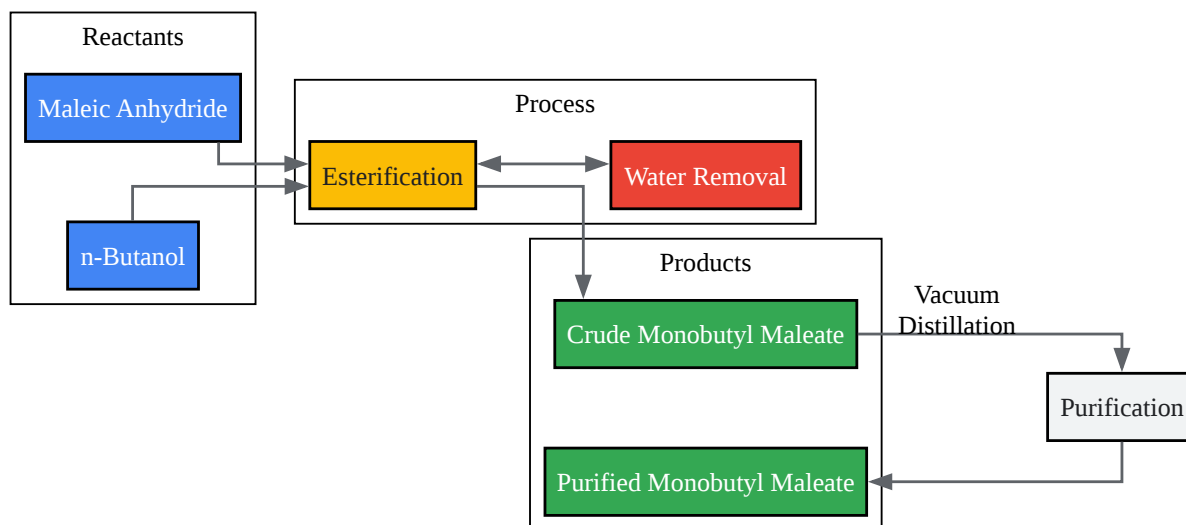 Reactants
Maleic Anhydride
n-Butanol
Process
Esterification
Water Removal
Products
Crude Monobutyl Maleate
Vacuum
Distillation
Purification
Purified Monobutyl Maleate